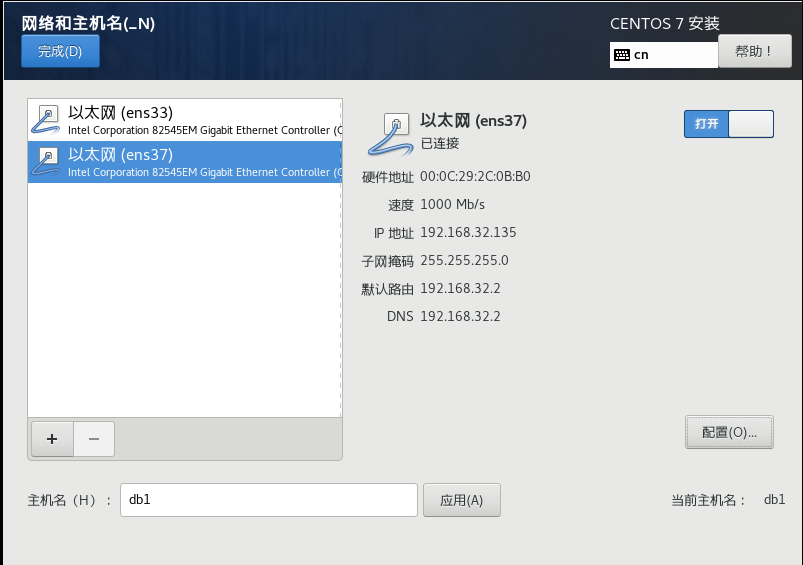 网络和主机名(_N)
CENTOS 7 安装
完成(D)
cn
帮助！
以太网 (ens33)
Intel Corporation 82545EM Gigabit Ethernet Controller (C
以太网 (ens37)
Intel Corporation 82545EM Gigabit Ethernet Controller (C
以太网 (ens37)
已连接
打开
硬件地址 00:0C:29:2C:0B:B0
速度 1000 Mb/s
IP 地址 192.168.32.135
子网掩码 255.255.255.0
默认路由 192.168.32.2
DNS 192.168.32.2
+ −
配置(O)...
主机名（H）： db1 应用(A) 当前主机名： db1